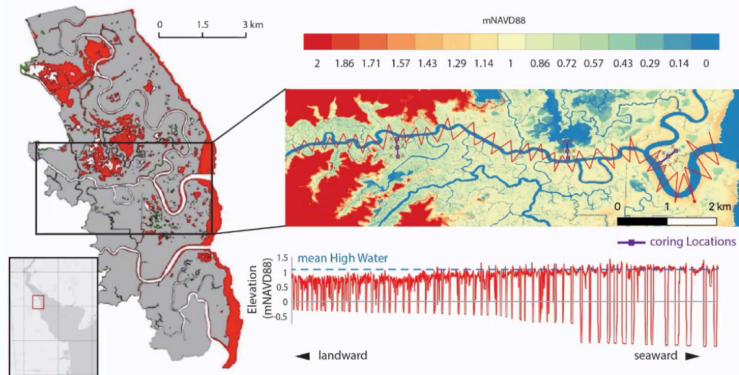 0 1.5 3 km
mNAVD88
2 1.86 1.71 1.57 1.43 1.29 1.14 1 0.86 0.72 0.57 0.43 0.29 0.14 0
0 1 2 km
coring Locations
mean High Water
Elevation
(mNAVD88)
1.5
1
0.5
0
0.5
landward
seaward